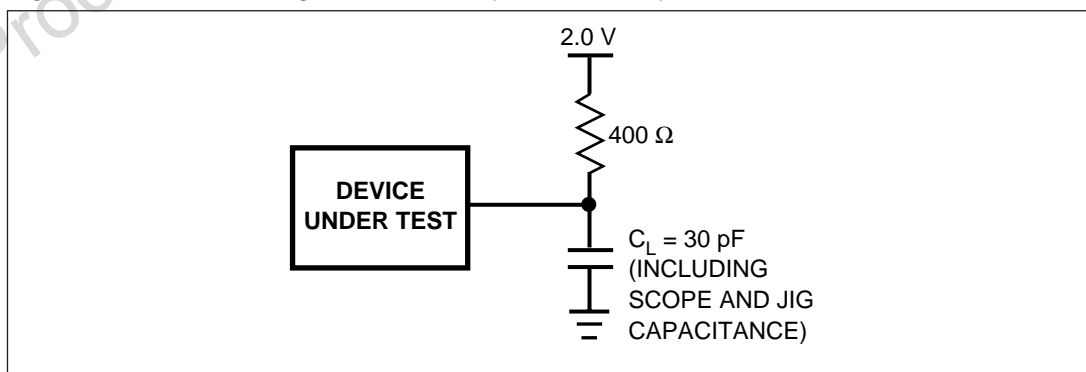 2.0 V
400 Ω
DEVICE
UNDER TEST
C_L = 30 pF
(INCLUDING
SCOPE AND JIG
CAPACITANCE)